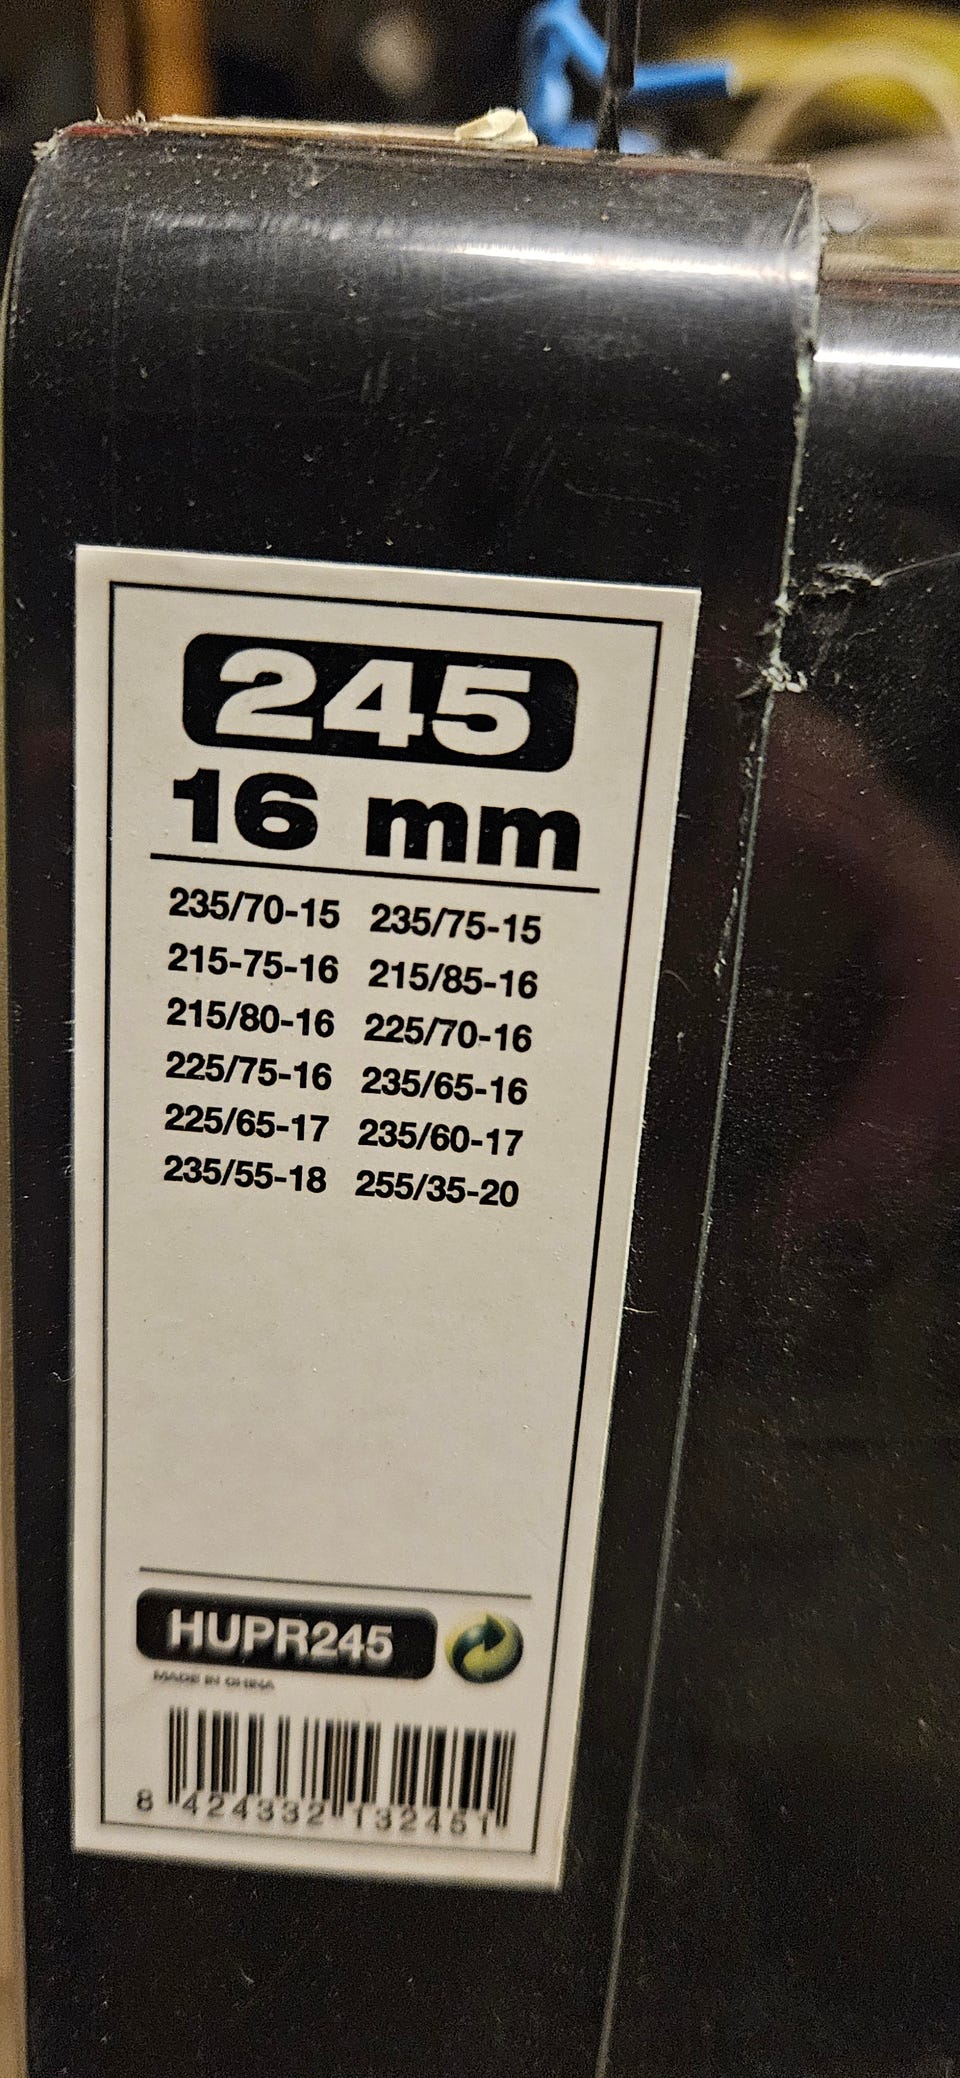 245
16 mm
235/70-15 235/75-15
215-75-16 215/85-16
215/80-16 225/70-16
225/75-16 235/65-16
225/65-17 235/60-17
235/55-18 255/35-20
HUPR245
MADE IN CHINA
8 424332 132451